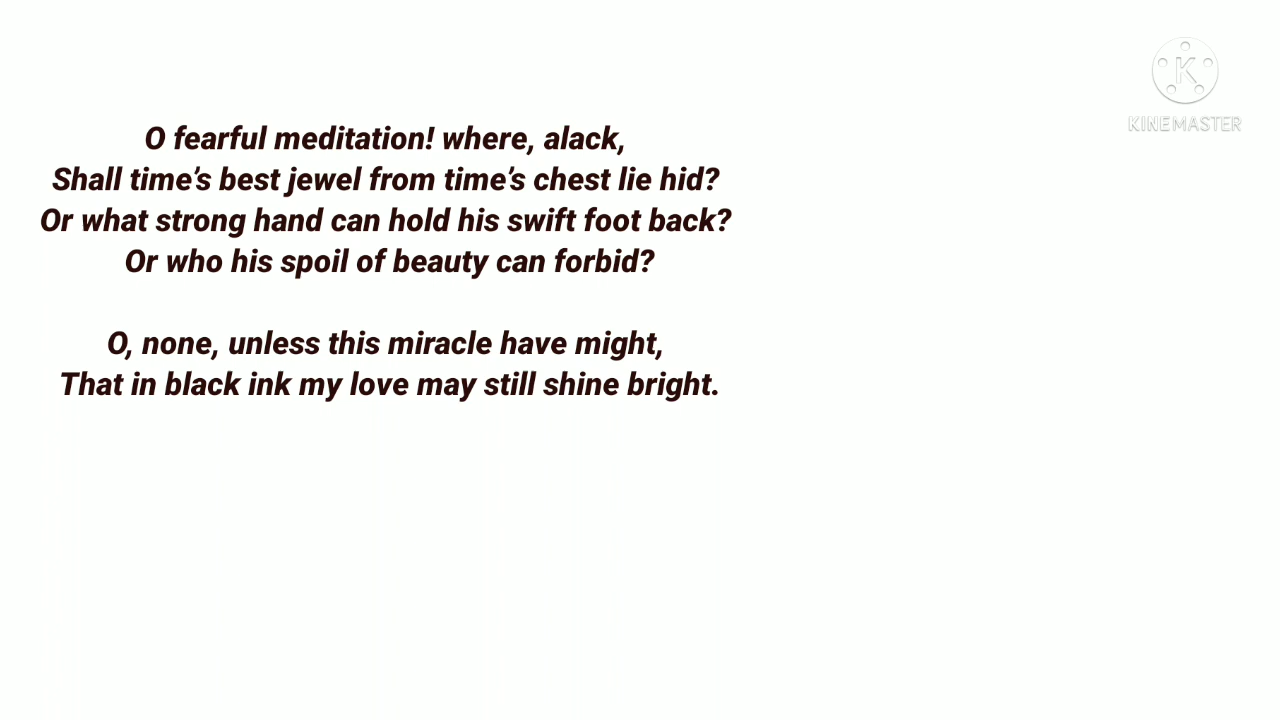 O fearful meditation! where, alack,
Shall time’s best jewel from time’s chest lie hid?
Or what strong hand can hold his swift foot back?
Or who his spoil of beauty can forbid?
O, none, unless this miracle have might,
That in black ink my love may still shine bright.
K
KINEMASTER